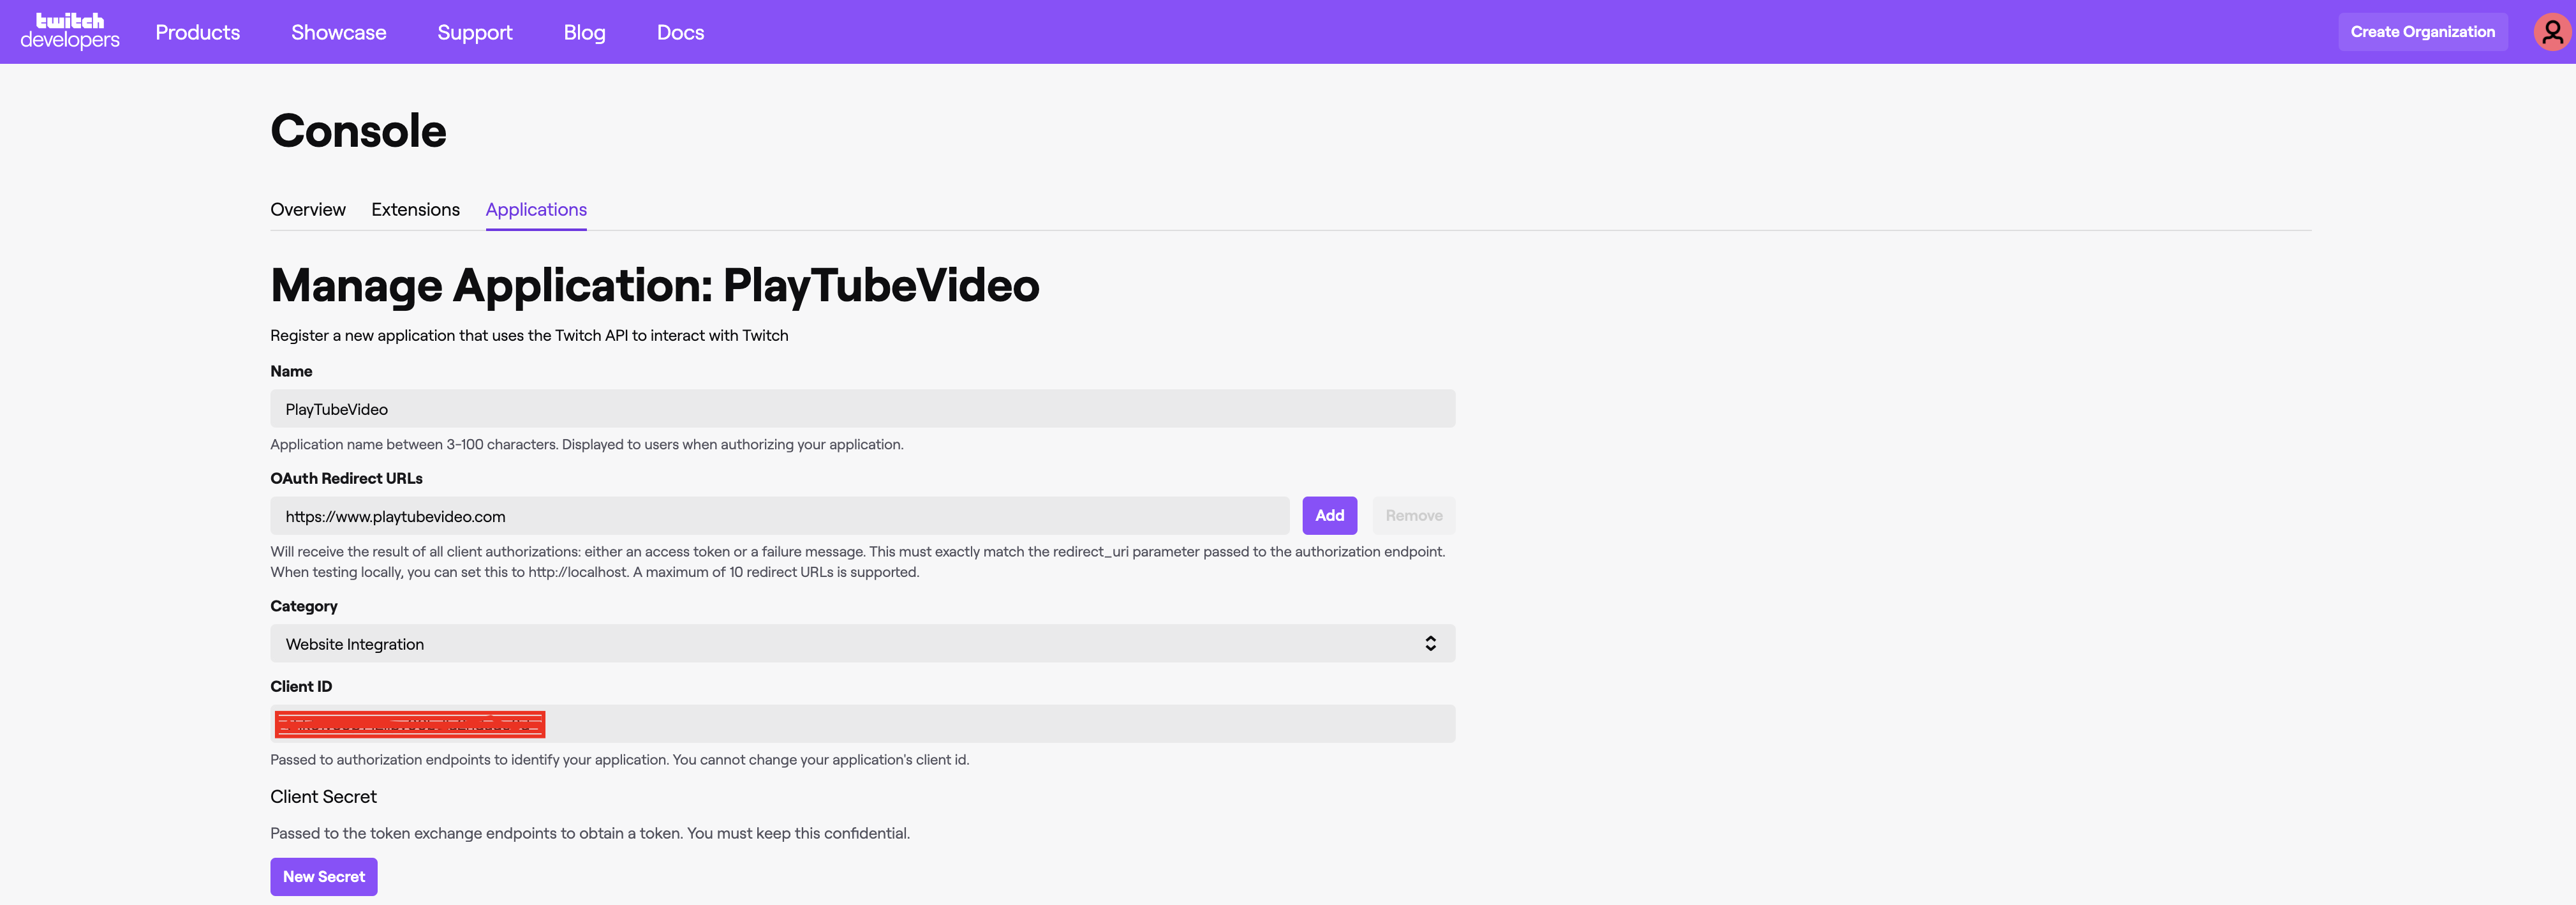 twitch
developers
Products
Showcase
Support
Blog
Docs
Create Organization
Console
Overview
Extensions
Applications
Manage Application: PlayTubeVideo
Register a new application that uses the Twitch API to interact with Twitch
Name
PlayTubeVideo
Application name between 3-100 characters. Displayed to users when authorizing your application.
OAuth Redirect URLs
https://www.playtubevideo.com
Add
Remove
Will receive the result of all client authorizations: either an access token or a failure message. This must exactly match the redirect_uri parameter passed to the authorization endpoint.
When testing locally, you can set this to http://localhost. A maximum of 10 redirect URLs is supported.
Category
Website Integration
Client ID
Passed to authorization endpoints to identify your application. You cannot change your application's client id.
Client Secret
Passed to the token exchange endpoints to obtain a token. You must keep this confidential.
New Secret